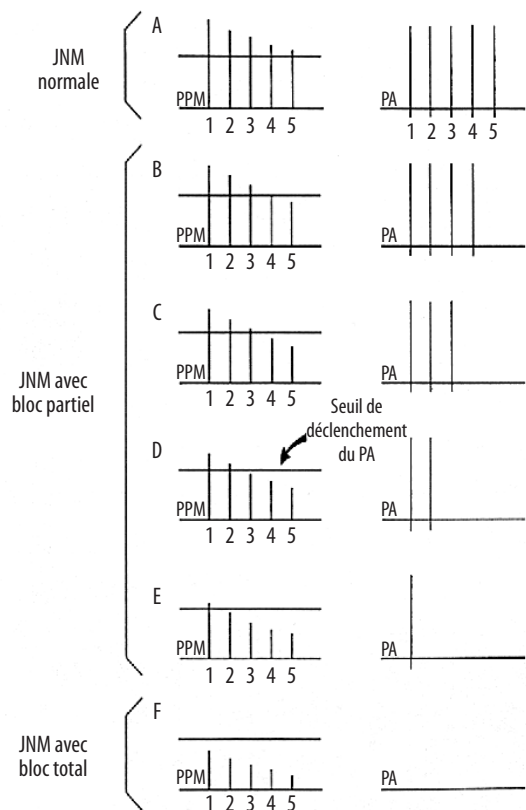 A
JNM
normale
PPM
1 2 3 4 5
PA
1 2 3 4 5
B
PPM
1 2 3 4 5
PA
C
PPM
1 2 3 4 5
PA
JNM avec
bloc partiel
Seuil de
déclenchement
du PA
D
PPM
1 2 3 4 5
PA
E
PPM
1 2 3 4 5
PA
F
JNM avec
bloc total
PPM
1 2 3 4 5
PA